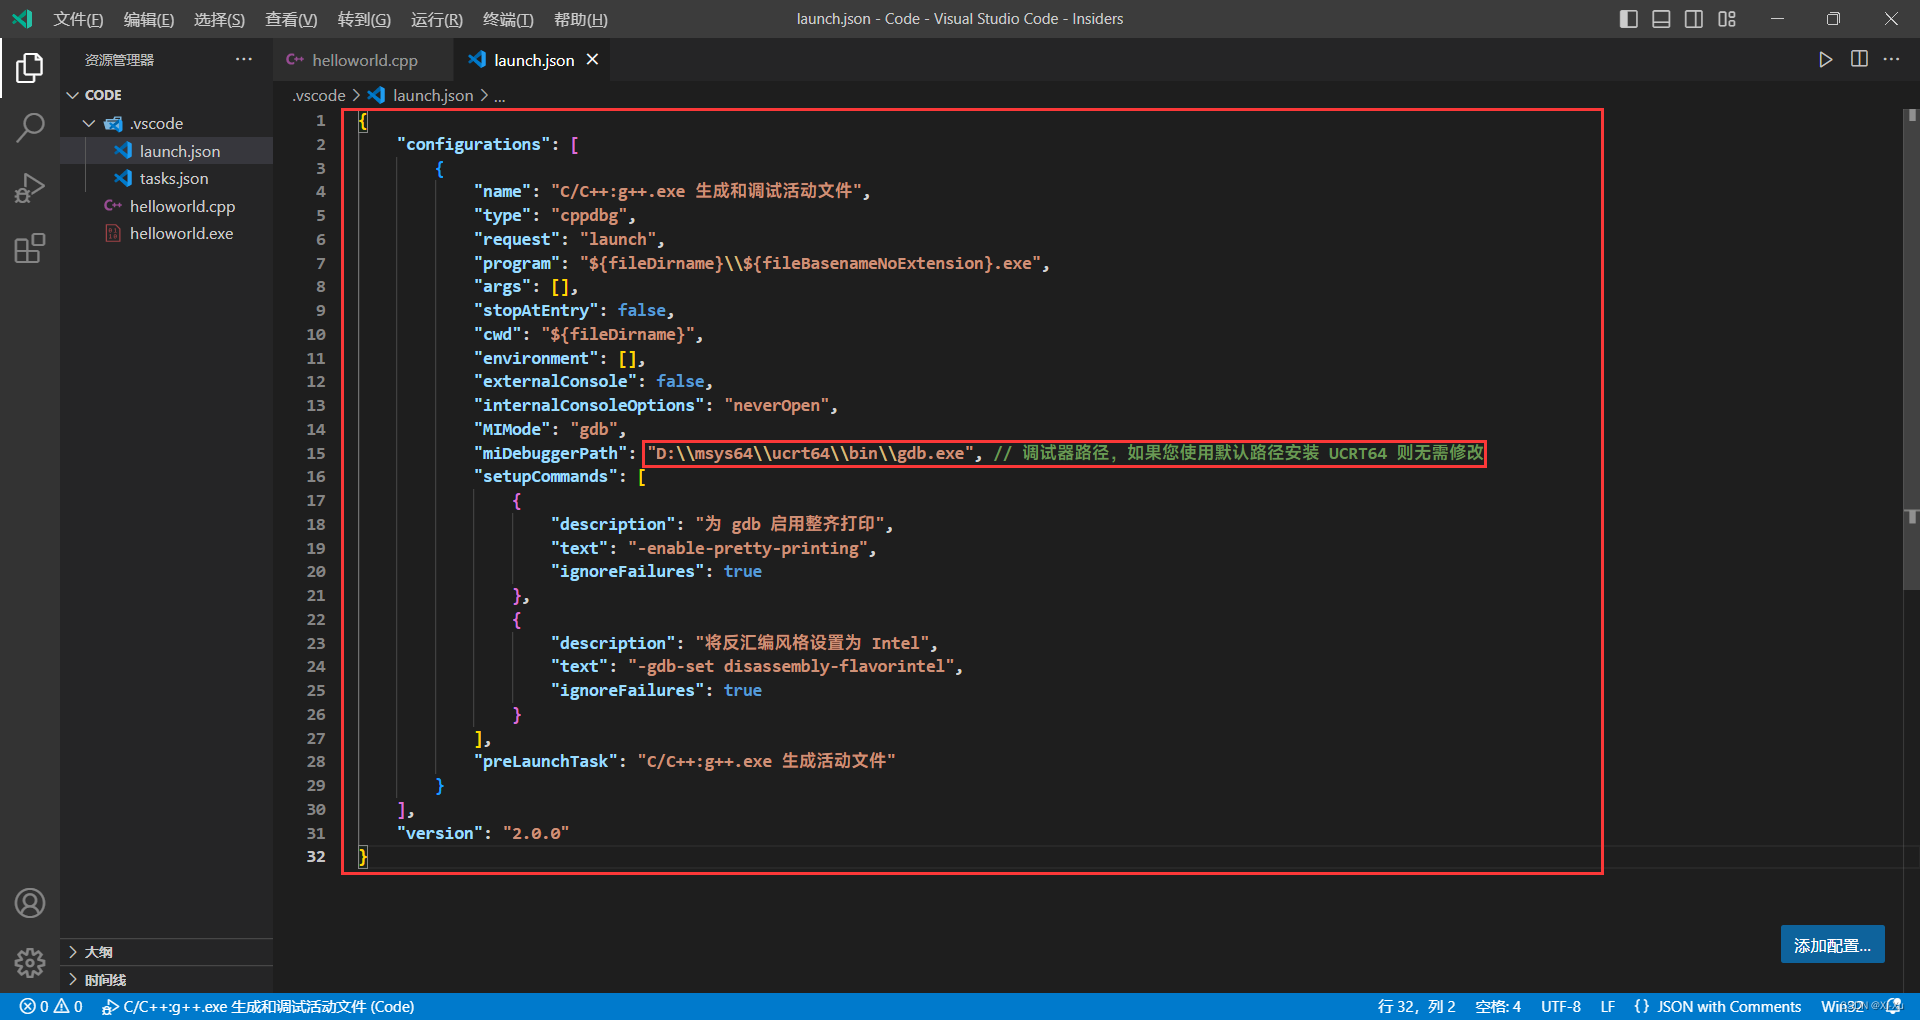 文件(F) 编辑(E) 选择(S) 查看(V) 转到(G) 运行(R) 终端(T) 帮助(H)
launch.json - Code - Visual Studio Code - Insiders
资源管理器
CODE
.vscode
launch.json
tasks.json
helloworld.cpp
helloworld.exe
大纲
时间线
helloworld.cpp
launch.json
.vscode > launch.json > ...
1 {
2 "configurations": [
3 {
4 "name": "C/C++:g++.exe 生成和调试活动文件",
5 "type": "cppdbg",
6 "request": "launch",
7 "program": "${fileDirname}\\${fileBasenameNoExtension}.exe",
8 "args": [],
9 "stopAtEntry": false,
10 "cwd": "${fileDirname}",
11 "environment": [],
12 "externalConsole": false,
13 "internalConsoleOptions": "neverOpen",
14 "MIMode": "gdb",
15 "miDebuggerPath": "D:\\msys64\\ucrt64\\bin\\gdb.exe", // 调试器路径，如果您使用默认路径安装 UCRT64 则无需修改
16 "setupCommands": [
17 {
18 "description": "为 gdb 启用整齐打印",
19 "text": "-enable-pretty-printing",
20 "ignoreFailures": true
21 },
22 {
23 "description": "将反汇编风格设置为 Intel",
24 "text": "-gdb-set disassembly-flavorintel",
25 "ignoreFailures": true
26 }
27 ],
28 "preLaunchTask": "C/C++:g++.exe 生成活动文件"
29 }
30 ],
31 "version": "2.0.0"
32 }
添加配置...
0 0 C/C++:g++.exe 生成和调试活动文件 (Code)
行 32，列 2 空格: 4 UTF-8 LF {} JSON with Comments Win32